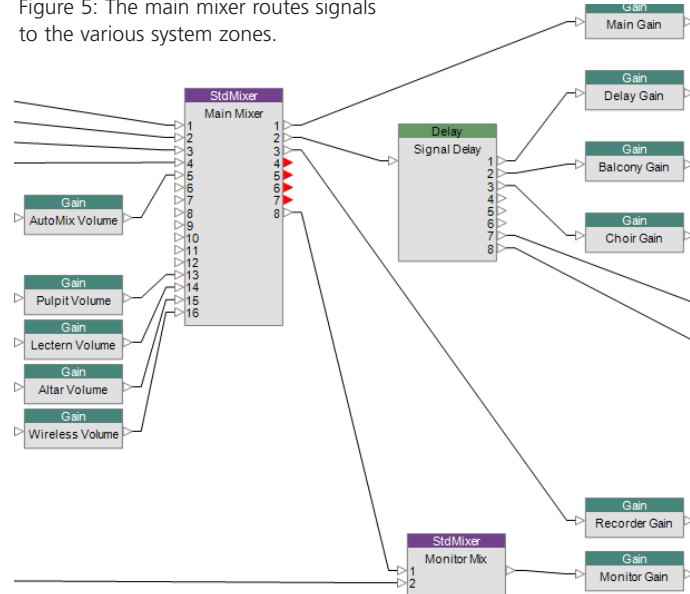 Figure 5: The main mixer routes signals
to the various system zones.
Gain
Main Gain
StdMixer
Main Mixer
1
2
3
4
5
6
7
8
9
10
11
12
13
14
15
16
1
2
3
4
5
6
7
8
Gain
AutoMix Volume
Gain
Pulpit Volume
Gain
Lectern Volume
Gain
Altar Volume
Gain
Wireless Volume
Delay
Signal Delay
1
2
3
4
5
6
7
8
Gain
Delay Gain
Gain
Balcony Gain
Gain
Choir Gain
Gain
Recorder Gain
StdMixer
Monitor Mix
1
2
Gain
Monitor Gain